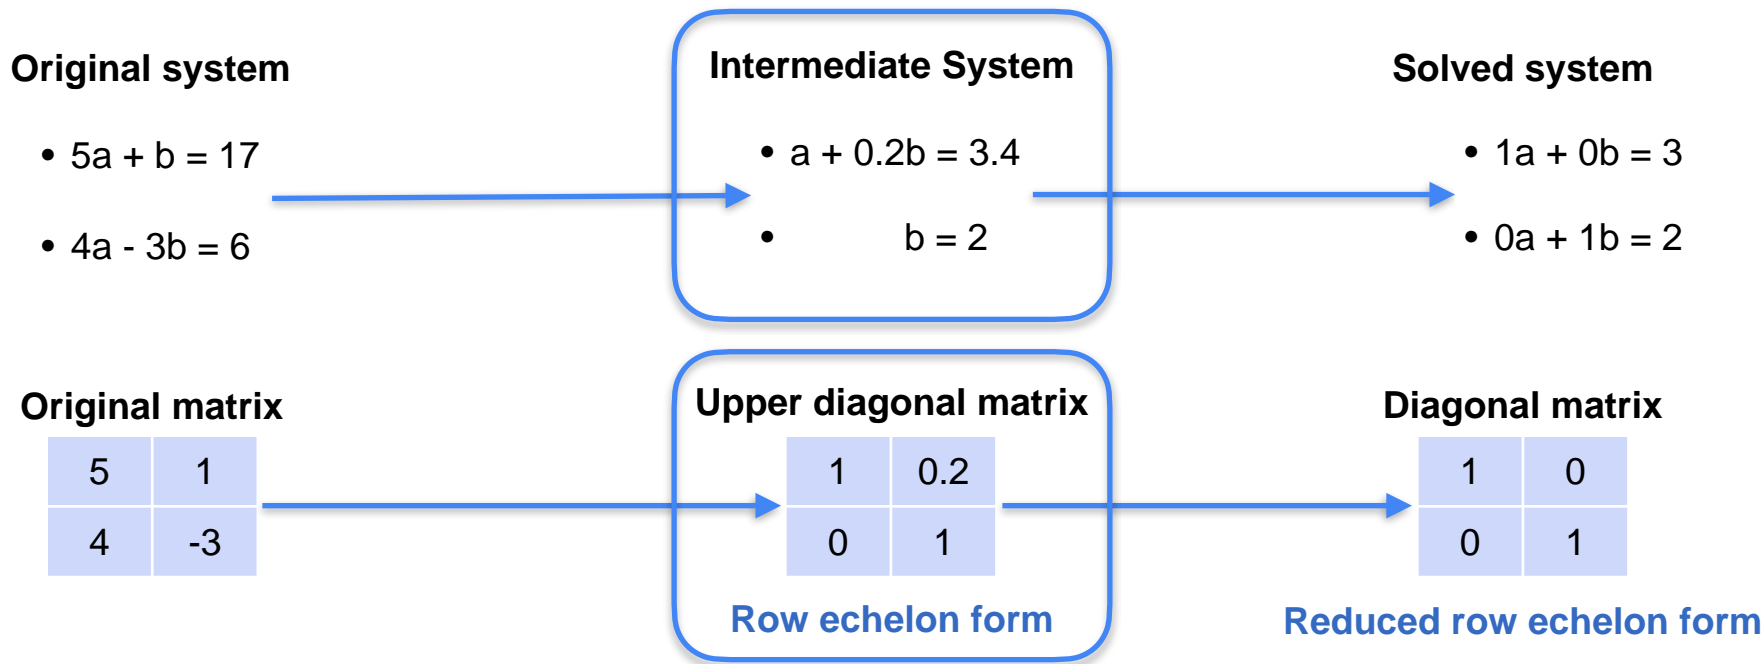 Original system
• 5a + b = 17
• 4a - 3b = 6
Intermediate System
• a + 0.2b = 3.4
• b = 2
Solved system
• 1a + 0b = 3
• 0a + 1b = 2
Original matrix
5 1
4 -3
Upper diagonal matrix
1 0.2
0 1
Row echelon form
Diagonal matrix
1 0
0 1
Reduced row echelon form